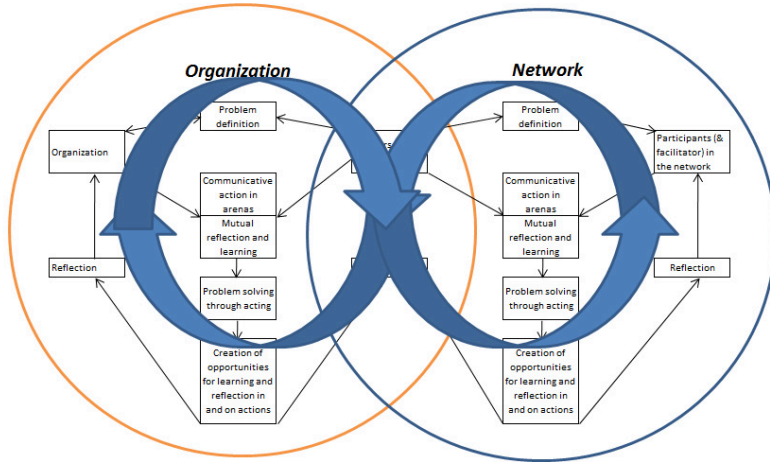 Organization
Network
Problem
definition
Problem
definition
Organization
Participants (&
facilitator) in
the network
Communicative
action in
arenas
Mutual
reflection and
learning
Communicative
action in
arenas
Mutual
reflection and
learning
Reflection
Reflection
Problem solving
through acting
Problem solving
through acting
Creation of
opportunities
for learning and
reflection in
and on actions
Creation of
opportunities
for learning and
reflection in
and on actions